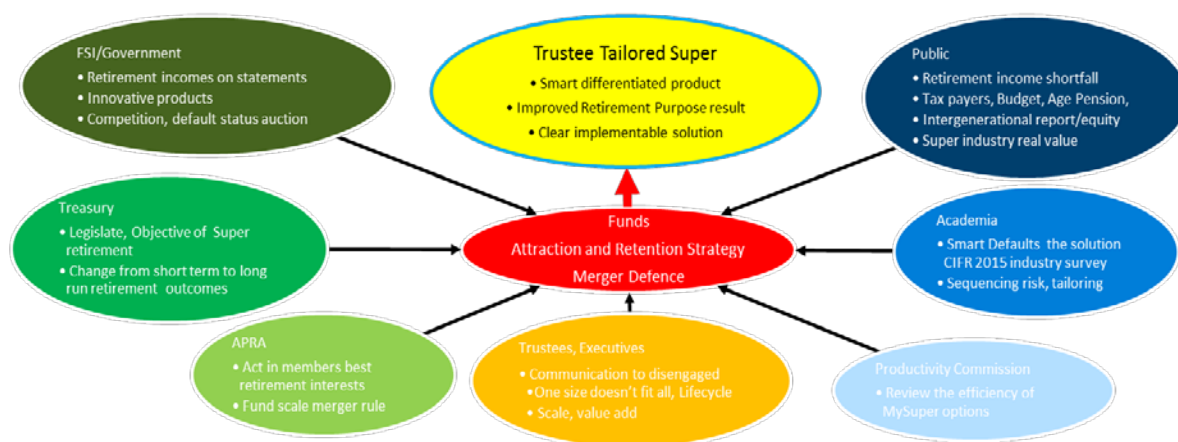 FSI/Government
• Retirement incomes on statements
• Innovative products
• Competition, default status auction
Trustee Tailored Super
• Smart differentiated product
• Improved Retirement Purpose result
• Clear implementable solution
Public
• Retirement income shortfall
• Tax payers, Budget, Age Pension,
• Intergenerational report/equity
• Super industry real value
Treasury
• Legislate, Objective of Super
retirement
• Change from short term to long
run retirement outcomes
Funds
Attraction and Retention Strategy
Merger Defence
Academia
• Smart Defaults the solution
CIFR 2015 industry survey
• Sequencing risk, tailoring
APRA
• Act in members best
retirement interests
• Fund scale merger rule
Trustees, Executives
• Communication to disengaged
• One size doesn't fit all, Lifecycle
• Scale, value add
Productivity Commission
• Review the efficiency of
MySuper options